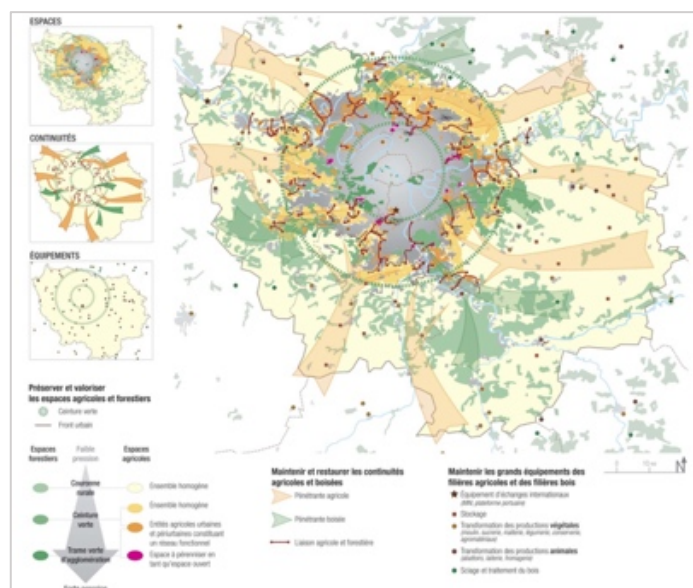 ESPACES
CONTINUITÉS
ÉQUIPEMENTS
Préserver et valoriser
les espaces agricoles et forestiers
Ceinture verte
Front urbain
Espaces
forestiers
Faible
pression
Espaces
agricoles
Couronne
rurale
Ensemble homogène
Ceinture
verte
Ensemble homogène
Entités agricoles urbaines
et périurbaines constituant
un réseau fonctionnel
Trame verte
d'agglomération
Espace à pérenniser en
tant qu'espace ouvert
Maintenir et restaurer les continuités
agricoles et boisées
Pénétrante agricole
Pénétrante boisée
Liaison agricole et forestière
Maintenir les grands équipements des
filières agricoles et des filières bois
Équipement d'échanges internationaux
(MIN, plateforme portuaire)
Stockage
Transformation des productions végétales
Transformation des productions animales
Sciage et traitement du bois
N